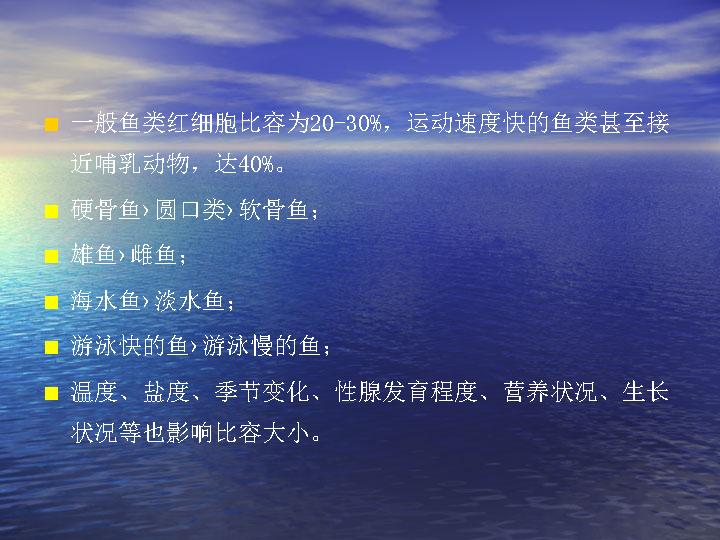 一般鱼类红细胞比容为20-30%，运动速度快的鱼类甚至接
近哺乳动物，达40%。
硬骨鱼›圆口类›软骨鱼；
雄鱼›雌鱼；
海水鱼›淡水鱼；
游泳快的鱼›游泳慢的鱼；
温度、盐度、季节变化、性腺发育程度、营养状况、生长
状况等也影响比容大小。